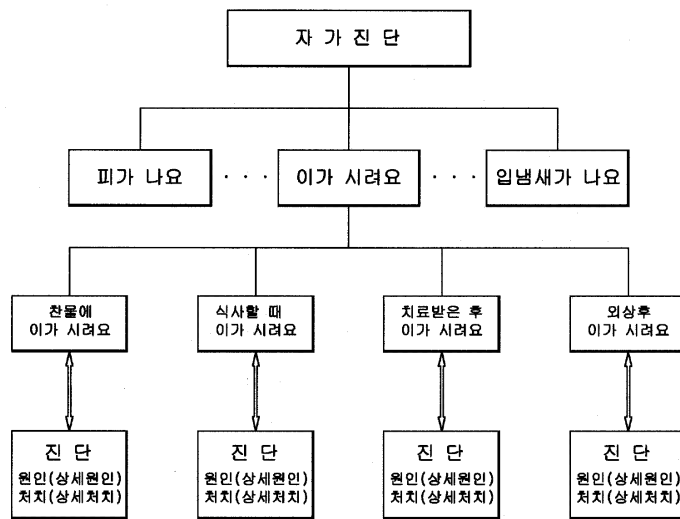 자 가 진 단
피가 나요 · · · 이가 시려요 · · · 입냄새가 나요
찬물에
이가 시려요
식사할 때
이가 시려요
치료받은 후
이가 시려요
외상후
이가 시려요
진 단
원인(상세원인)
처치(상세처치)
진 단
원인(상세원인)
처치(상세처치)
진 단
원인(상세원인)
처치(상세처치)
진 단
원인(상세원인)
처치(상세처치)